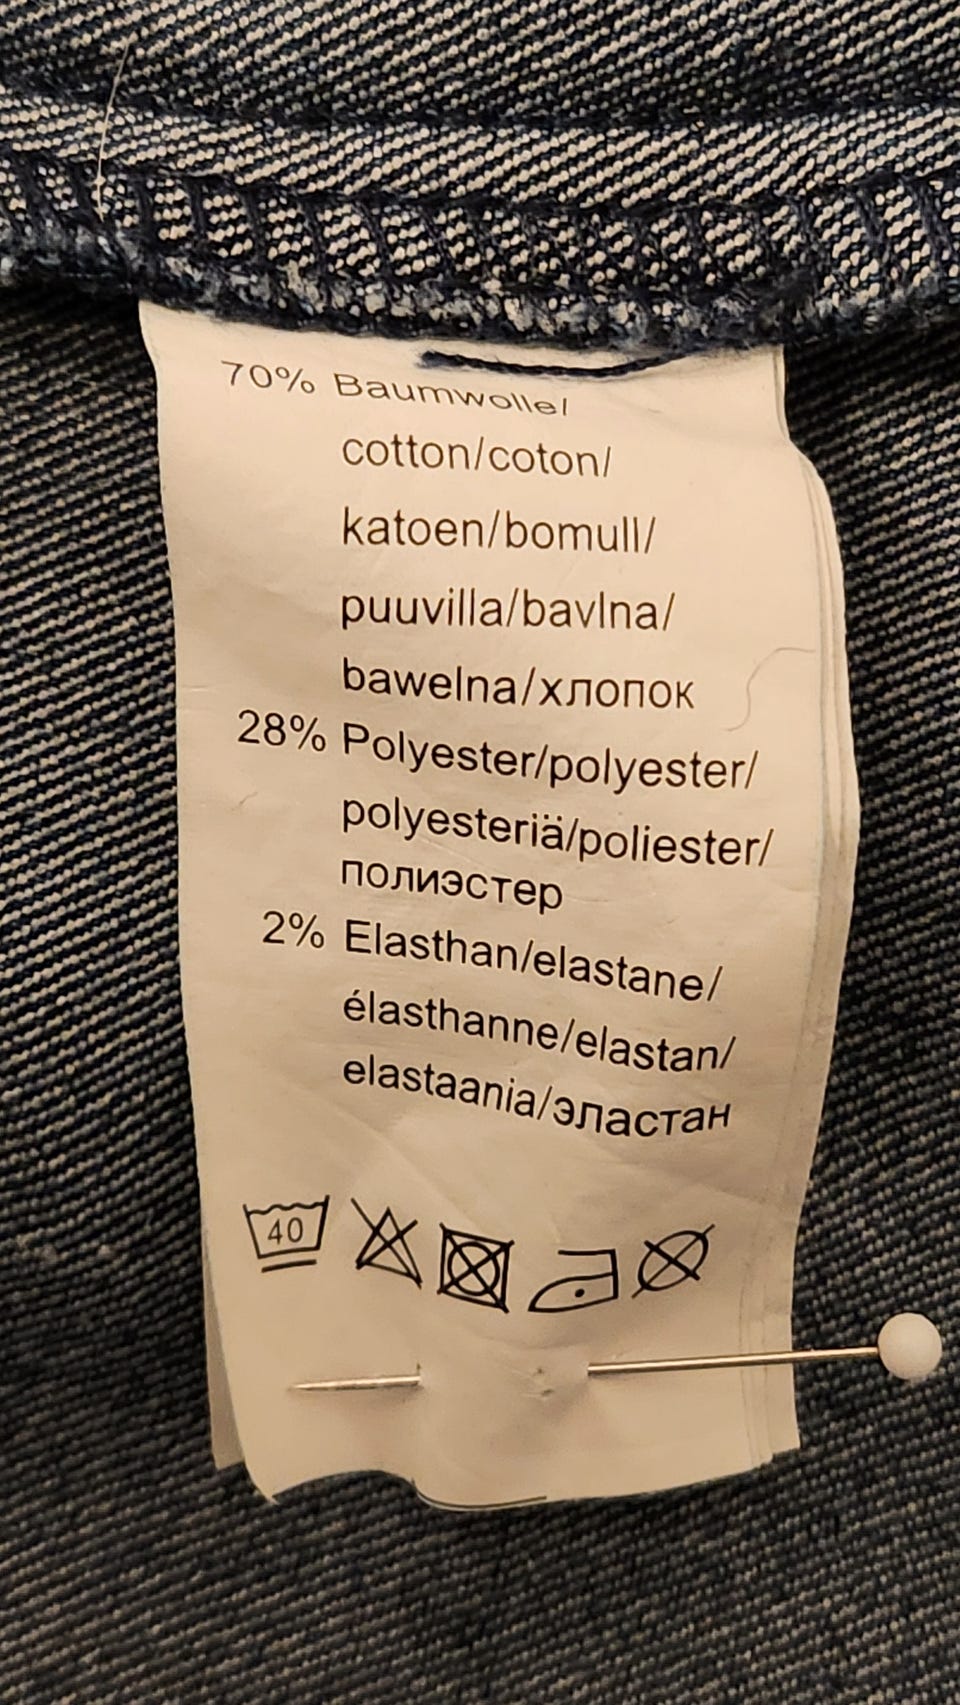 70% Baumwolle/
cotton/coton/
katoen/bomull/
puuvilla/bavlna/
bawelna/хлопок
28% Polyester/polyester/
polyesteriä/poliester/
полиэстер
2% Elasthan/elastane/
élasthanne/elastan/
elastaania/эластан
40